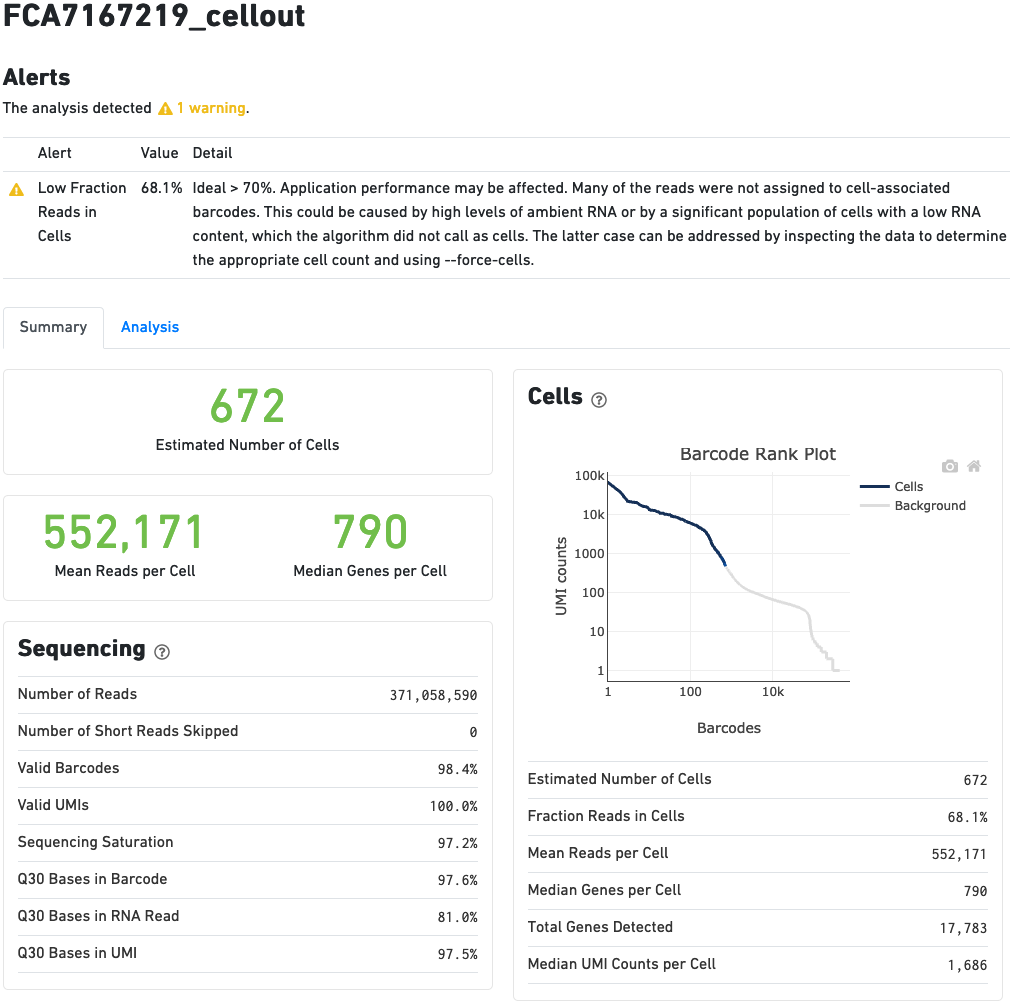 FCA7167219_cellout
Alerts
The analysis detected 1 warning.
Alert Value Detail
Low Fraction Reads in Cells 68.1% Ideal > 70%. Application performance may be affected. Many of the reads were not assigned to cell-associated
barcodes. This could be caused by high levels of ambient RNA or by a significant population of cells with a low RNA
content, which the algorithm did not call as cells. The latter case can be addressed by inspecting the data to determine
the appropriate cell count and using --force-cells.
Summary Analysis
672
Estimated Number of Cells
552,171
Mean Reads per Cell
790
Median Genes per Cell
Sequencing ?
Number of Reads 371,058,590
Number of Short Reads Skipped 0
Valid Barcodes 98.4%
Valid UMIs 100.0%
Sequencing Saturation 97.2%
Q30 Bases in Barcode 97.6%
Q30 Bases in RNA Read 81.0%
Q30 Bases in UMI 97.5%
Cells ?
Barcode Rank Plot
Cells
Background
100k
10k
1000
100
10
1
UMI counts
1 100 10k
Barcodes
Estimated Number of Cells 672
Fraction Reads in Cells 68.1%
Mean Reads per Cell 552,171
Median Genes per Cell 790
Total Genes Detected 17,783
Median UMI Counts per Cell 1,686